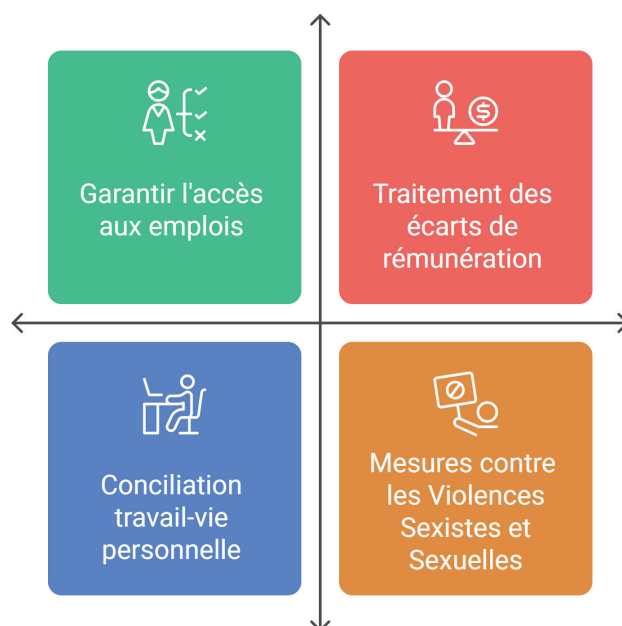 Garantir l'accès
aux emplois
Traitement des
écarts de
rémunération
Conciliation
travail-vie
personnelle
Mesures contre
les Violences
Sexistes et
Sexuelles